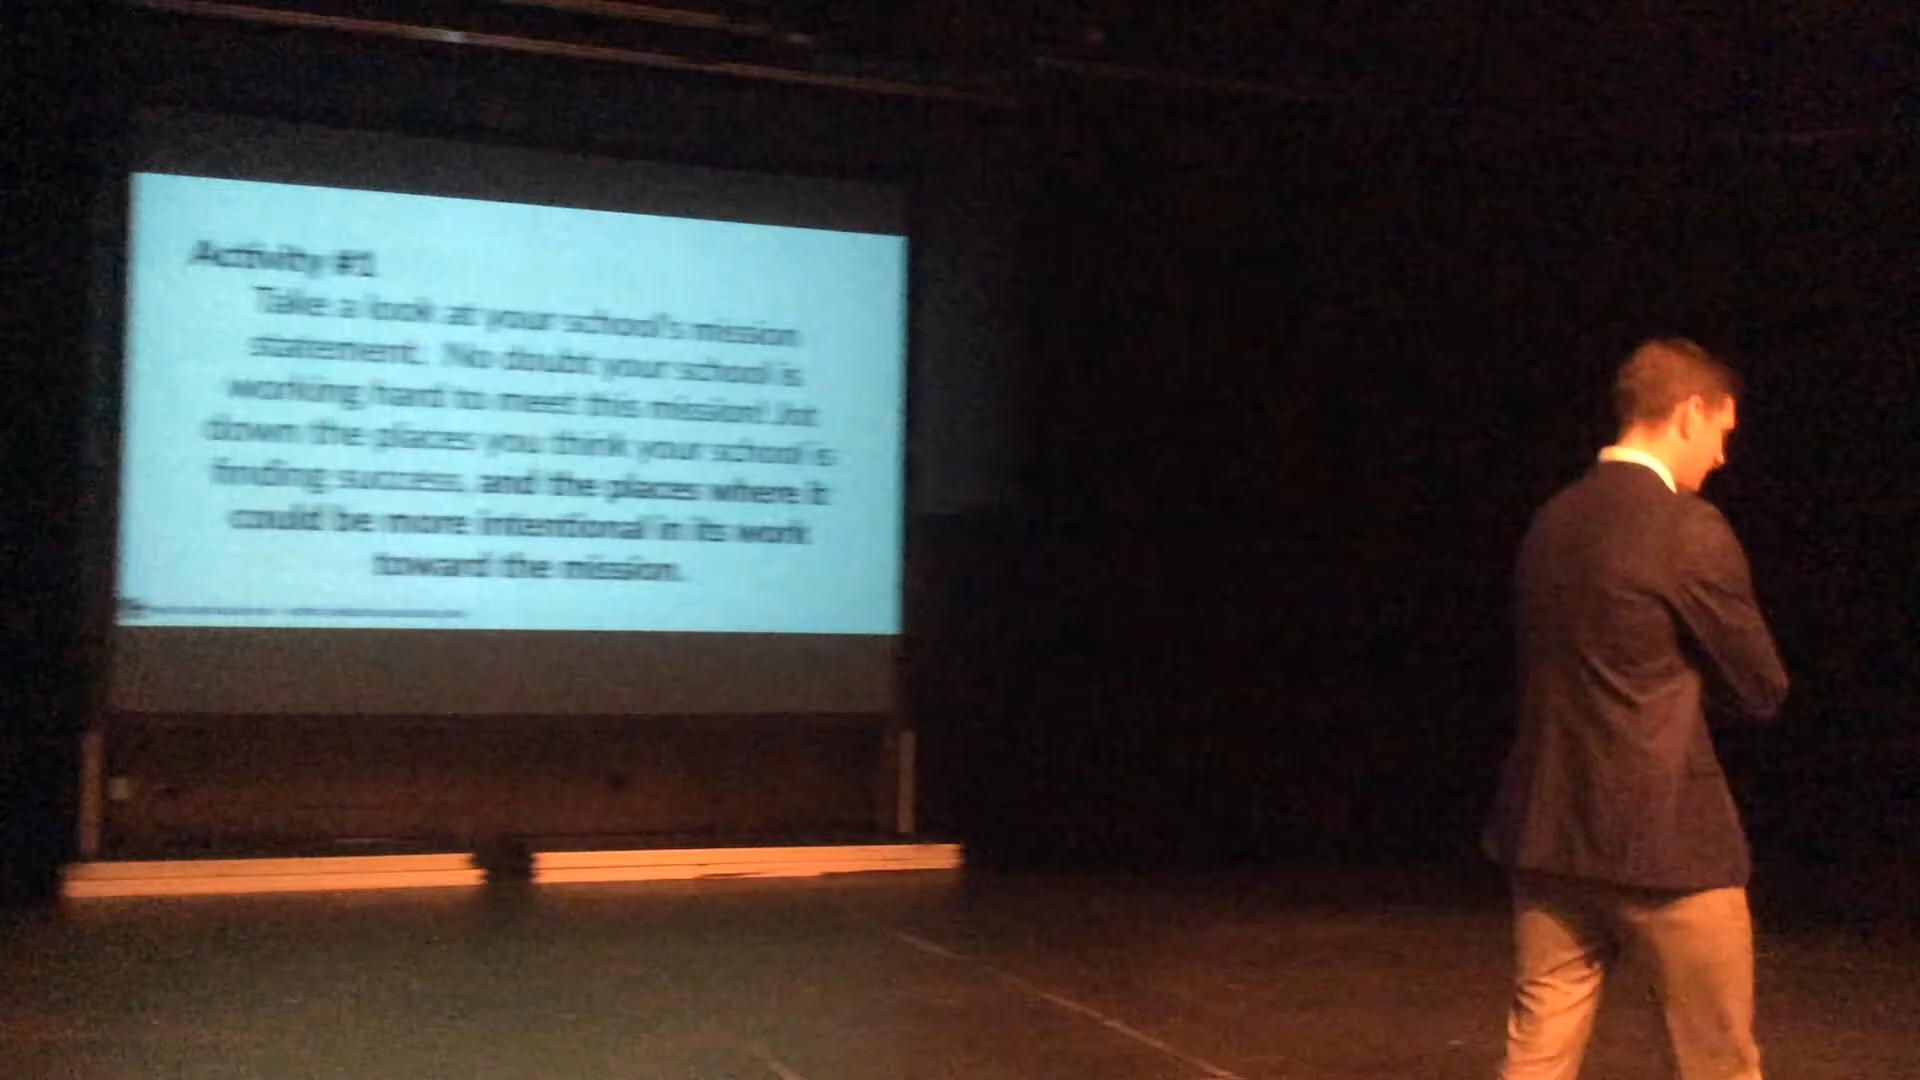 Activity #1
Take a look at your school's mission
statement. No doubt your school is
working hard to meet this mission! Jot
down the places you think your school is
finding success, and the places where it
could be more intentional in its work
toward the mission.